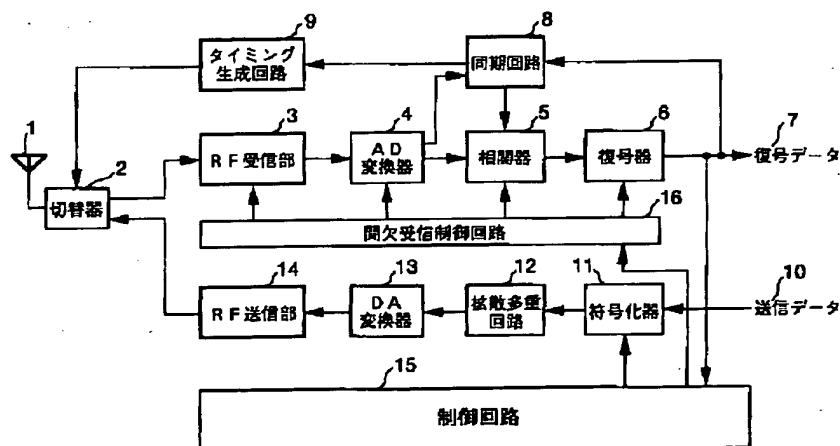 9
タイミング
生成回路
8
同期回路
1
2
切替器
3
RF受信部
4
AD
変換器
5
相関器
6
復号器
7
復号データ
16
間欠受信制御回路
14
RF送信部
13
DA
変換器
12
拡散多重
回路
11
符号化器
10
送信データ
15
制御回路